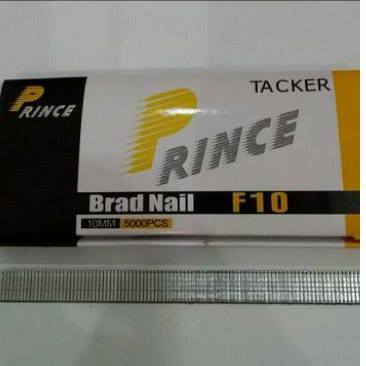 PRINCE
TACKER
PRINCE
Brad Nail F10
10MM 5000PCS